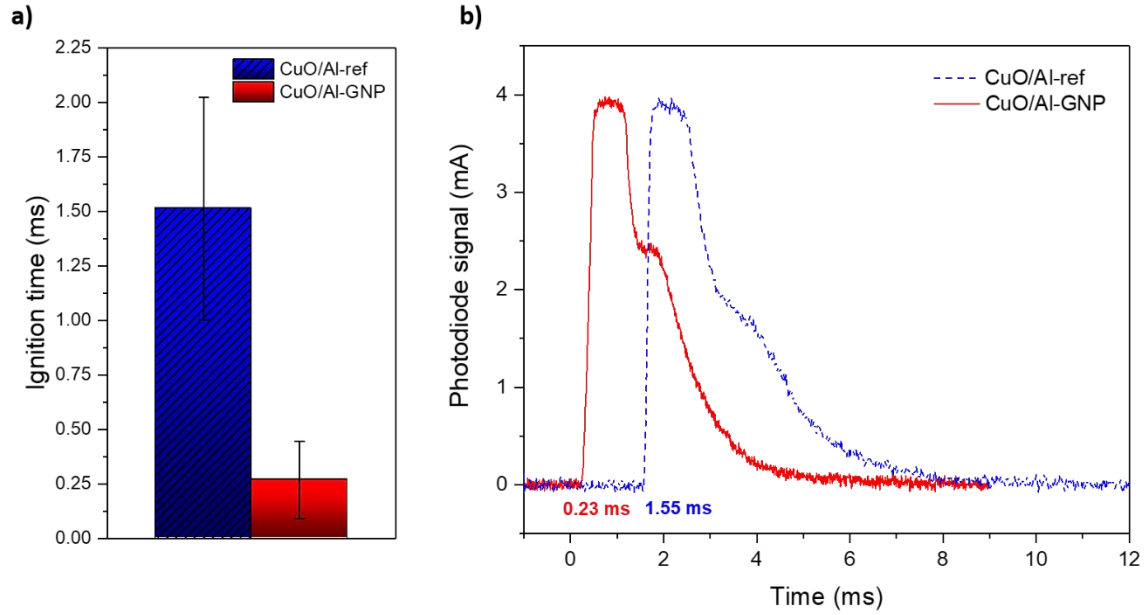 a)
Ignition time (ms)
2.25
2.00
1.75
1.50
1.25
1.00
0.75
0.50
0.25
0.00
CuO/Al-ref
CuO/Al-GNP
b)
Photodiode signal (mA)
4
3
2
1
0
CuO/Al-ref
CuO/Al-GNP
0.23 ms 1.55 ms
0 2 4 6 8 10 12
Time (ms)